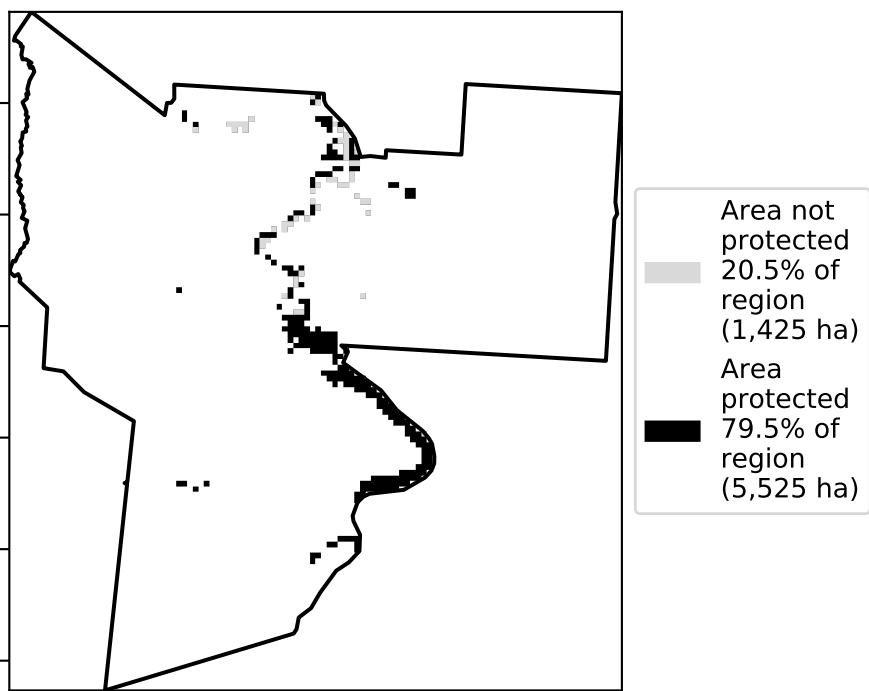 Area not
protected
20.5% of
region
(1,425 ha)
Area
protected
79.5% of
region
(5,525 ha)